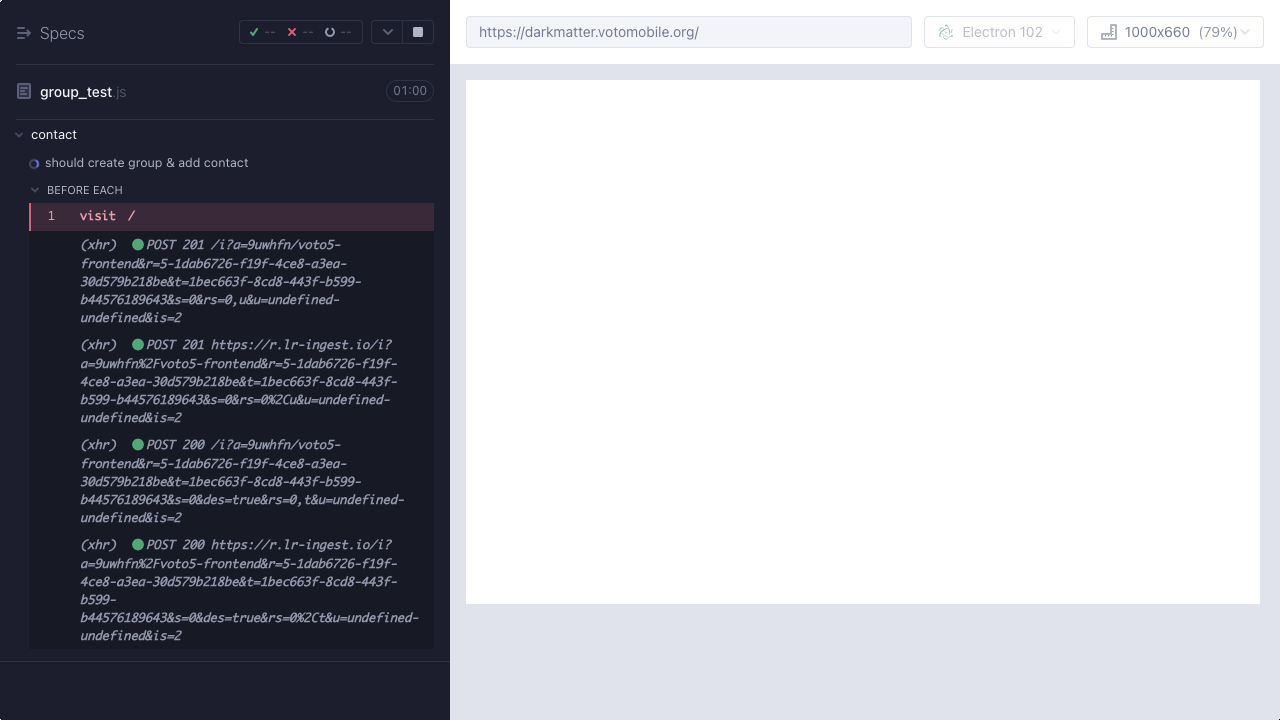 Specs
-- -- --
group_test.js
01:00
contact
should create group & add contact
BEFORE EACH
1 visit /
(xhr) POST 201 /i?a=9uwhfn/voto5-
frontend&r=5-1dab6726-f19f-4ce8-a3ea-
30d579b218be&t=1bec663f-8cd8-443f-b599-
b44576189643&s=0&rs=0,u&u=undefined-
undefined&is=2
(xhr) POST 201 https://r.lr-ingest.io/i?
a=9uwhfn%2Fvoto5-frontend&r=5-1dab6726-f19f-
4ce8-a3ea-30d579b218be&t=1bec663f-8cd8-443f-
b599-b44576189643&s=0&rs=0%2Cu&u=undefined-
undefined&is=2
(xhr) POST 200 /i?a=9uwhfn/voto5-
frontend&r=5-1dab6726-f19f-4ce8-a3ea-
30d579b218be&t=1bec663f-8cd8-443f-b599-
b44576189643&s=0&des=true&rs=0,t&u=undefined-
undefined&is=2
(xhr) POST 200 https://r.lr-ingest.io/i?
a=9uwhfn%2Fvoto5-frontend&r=5-1dab6726-f19f-
4ce8-a3ea-30d579b218be&t=1bec663f-8cd8-443f-
b599-
b44576189643&s=0&des=true&rs=0%2Ct&u=undefined-
undefined&is=2
https://darkmatter.votomobile.org/
Electron 102
1000x660 (79%)